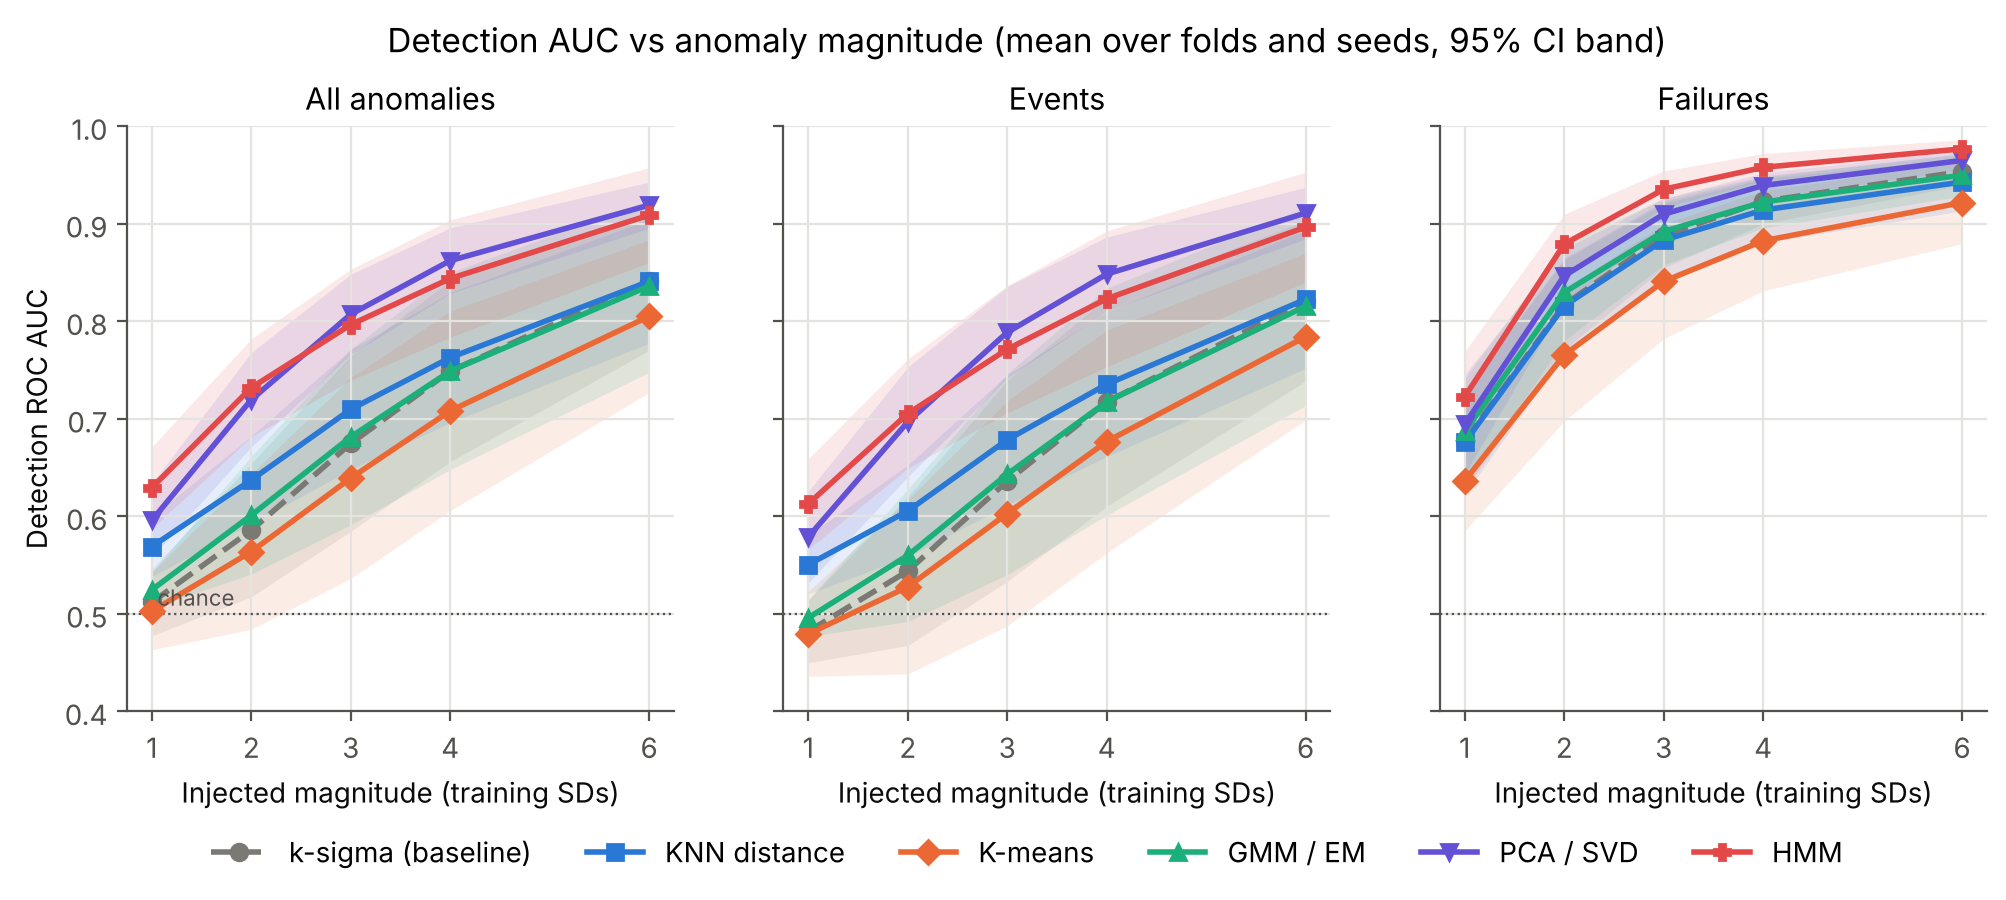 Detection AUC vs anomaly magnitude (mean over folds and seeds, 95% CI band)
All anomalies
Events
Failures
Detection ROC AUC
1.0
0.9
0.8
0.7
0.6
0.5
0.4
chance
1 2 3 4 6
1 2 3 4 6
1 2 3 4 6
Injected magnitude (training SDs)
Injected magnitude (training SDs)
Injected magnitude (training SDs)
k-sigma (baseline) KNN distance K-means GMM / EM PCA / SVD HMM